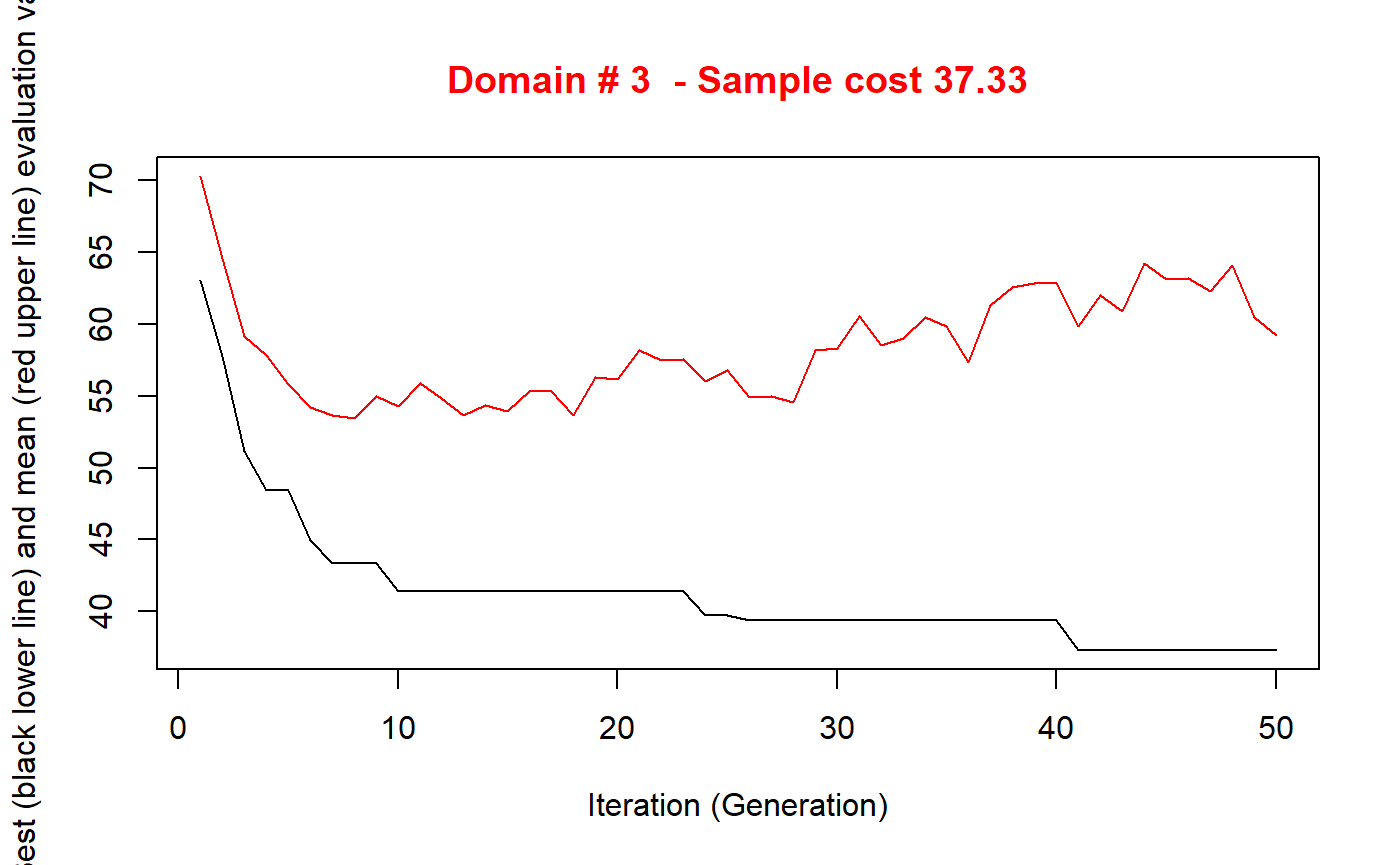 Domain # 3  - Sample cost 37.33
est (black lower line) and mean (red upper line) evaluation va
70
65
60
55
50
45
40
0 10 20 30 40 50
Iteration (Generation)